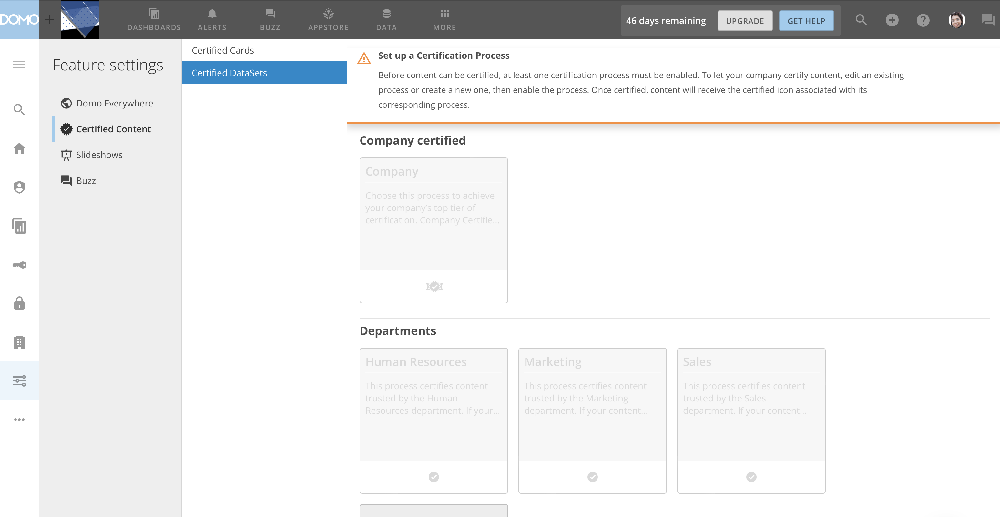 DOMO
DASHBOARDS
ALERTS
BUZZ
APPSTORE
DATA
MORE
46 days remaining
UPGRADE
GET HELP
Feature settings
Domo Everywhere
Certified Content
Slideshows
Buzz
Certified Cards
Certified DataSets
Set up a Certification Process
Before content can be certified, at least one certification process must be enabled. To let your company certify content, edit an existing
process or create a new one, then enable the process. Once certified, content will receive the certified icon associated with its
corresponding process.
Company certified
Company
Choose this process to achieve
your company’s top tier of
certification. Company Certifie...
Departments
Human Resources
This process certifies content
trusted by the Human
Resources department. If your...
Marketing
This process certifies content
trusted by the Marketing
department. If your content...
Sales
This process certifies content
trusted by the Sales
department. If your content...